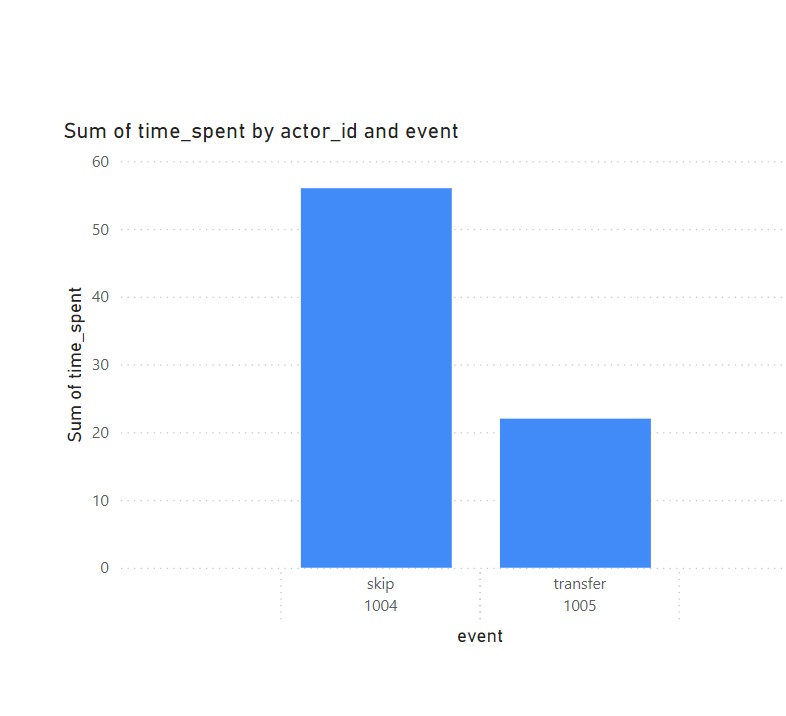 Sum of time_spent by actor_id and event
60
50
40
30
20
10
0
Sum of time_spent
skip transfer
1004 1005
event